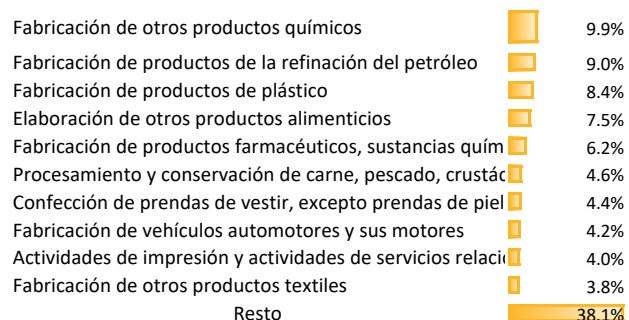 Fabricación de otros productos químicos 9.9%
Fabricación de productos de la refinación del petróleo 9.0%
Fabricación de productos de plástico 8.4%
Elaboración de otros productos alimenticios 7.5%
Fabricación de productos farmacéuticos, sustancias quím 6.2%
Procesamiento y conservación de carne, pescado, crustác 4.6%
Confección de prendas de vestir, excepto prendas de piel 4.4%
Fabricación de vehículos automotores y sus motores 4.2%
Actividades de impresión y actividades de servicios relaci 4.0%
Fabricación de otros productos textiles 3.8%
Resto 38.1%